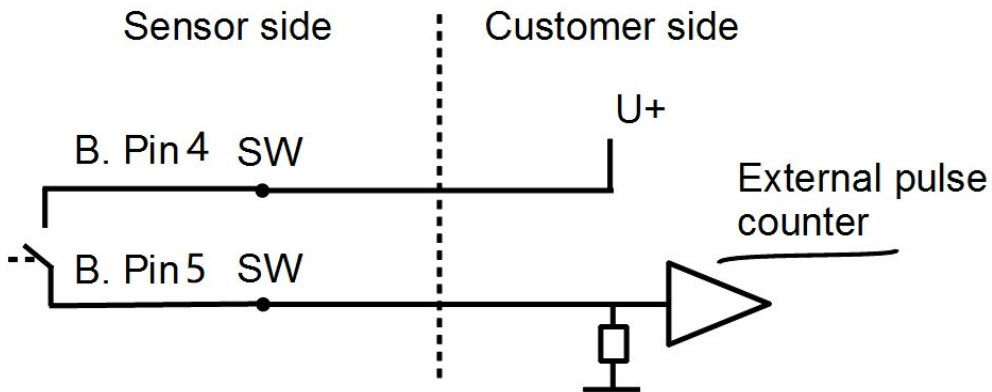 Sensor side
Customer side
U+
B. Pin 4 SW
External pulse
counter
B. Pin 5 SW